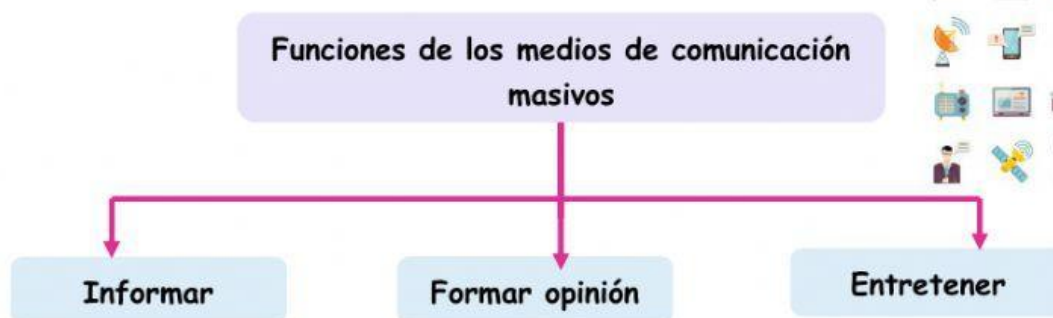 Funciones de los medios de comunicación
masivos
Informar
Formar opinión
Entretener